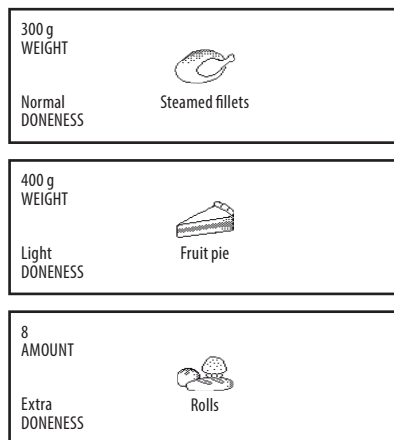 300 g
WEIGHT
Normal
DONENESS
Steamed fillets
400 g
WEIGHT
Light
DONENESS
Fruit pie
8
AMOUNT
Extra
DONENESS
Rolls